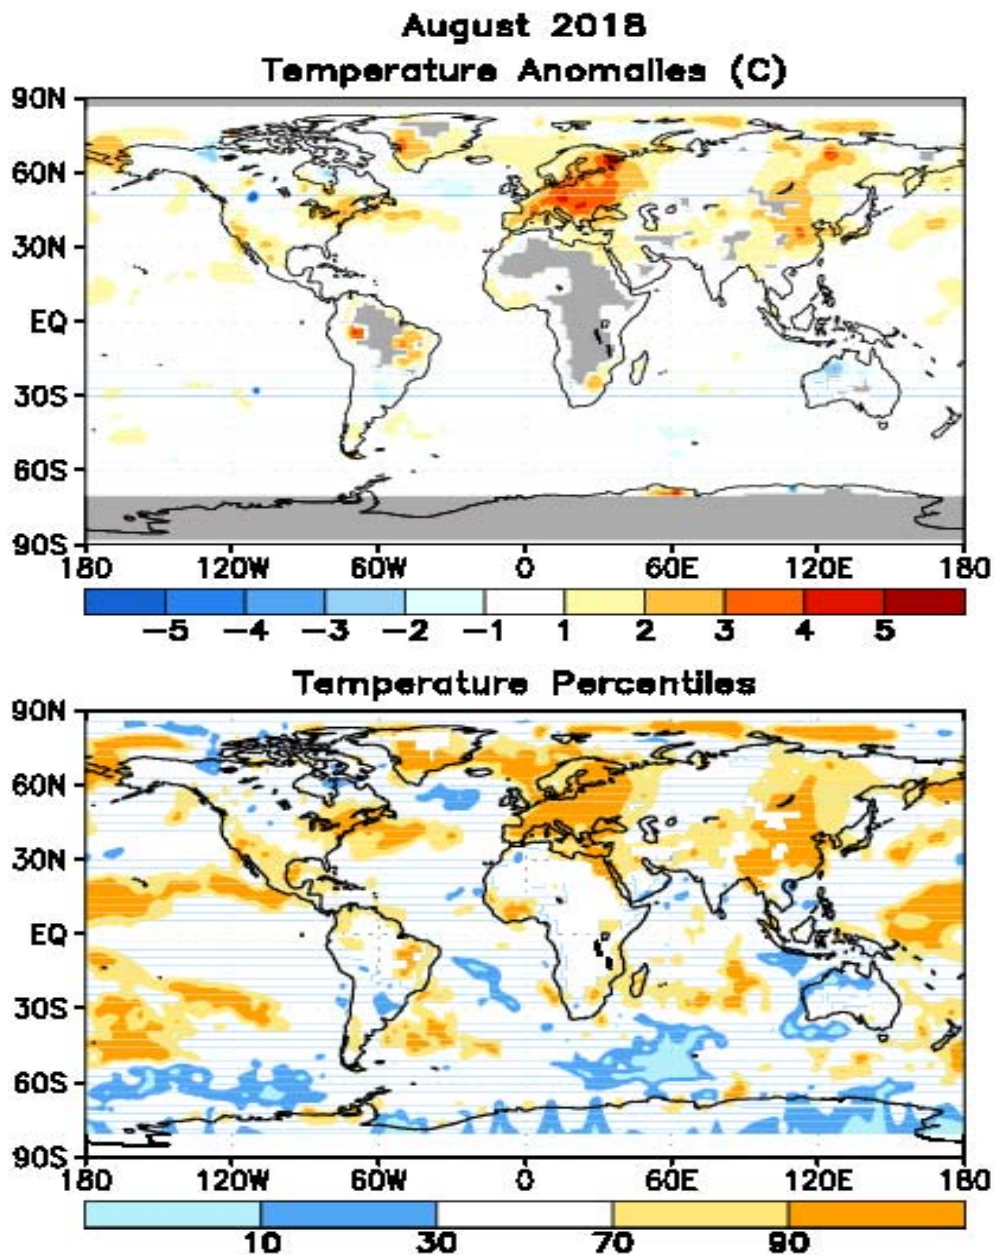 August 2018
Temperature Anomalies (C)
90N
60N
30N
EQ
30S
60S
90S
180 120W 60W 0 60E 120E 180
−5 −4 −3 −2 −1 1 2 3 4 5
Temperature Percentiles
90N
60N
30N
EQ
30S
60S
90S
180 120W 60W 0 60E 120E 180
10 30 70 90